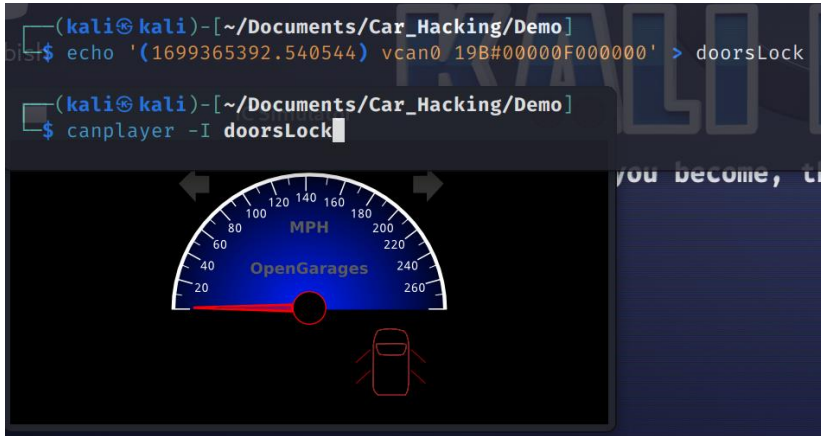 (kali㉿kali)-[~/Documents/Car_Hacking/Demo]
$ echo '(1699365392.540544) vcan0 19B#00000F000000' > doorsLock
(kali㉿kali)-[~/Documents/Car_Hacking/Demo]
$ canplayer -I doorsLock
KALI
you become, t
120 140 160
100 180
80 MPH 200
60 220
40 OpenGarages 240
20 260